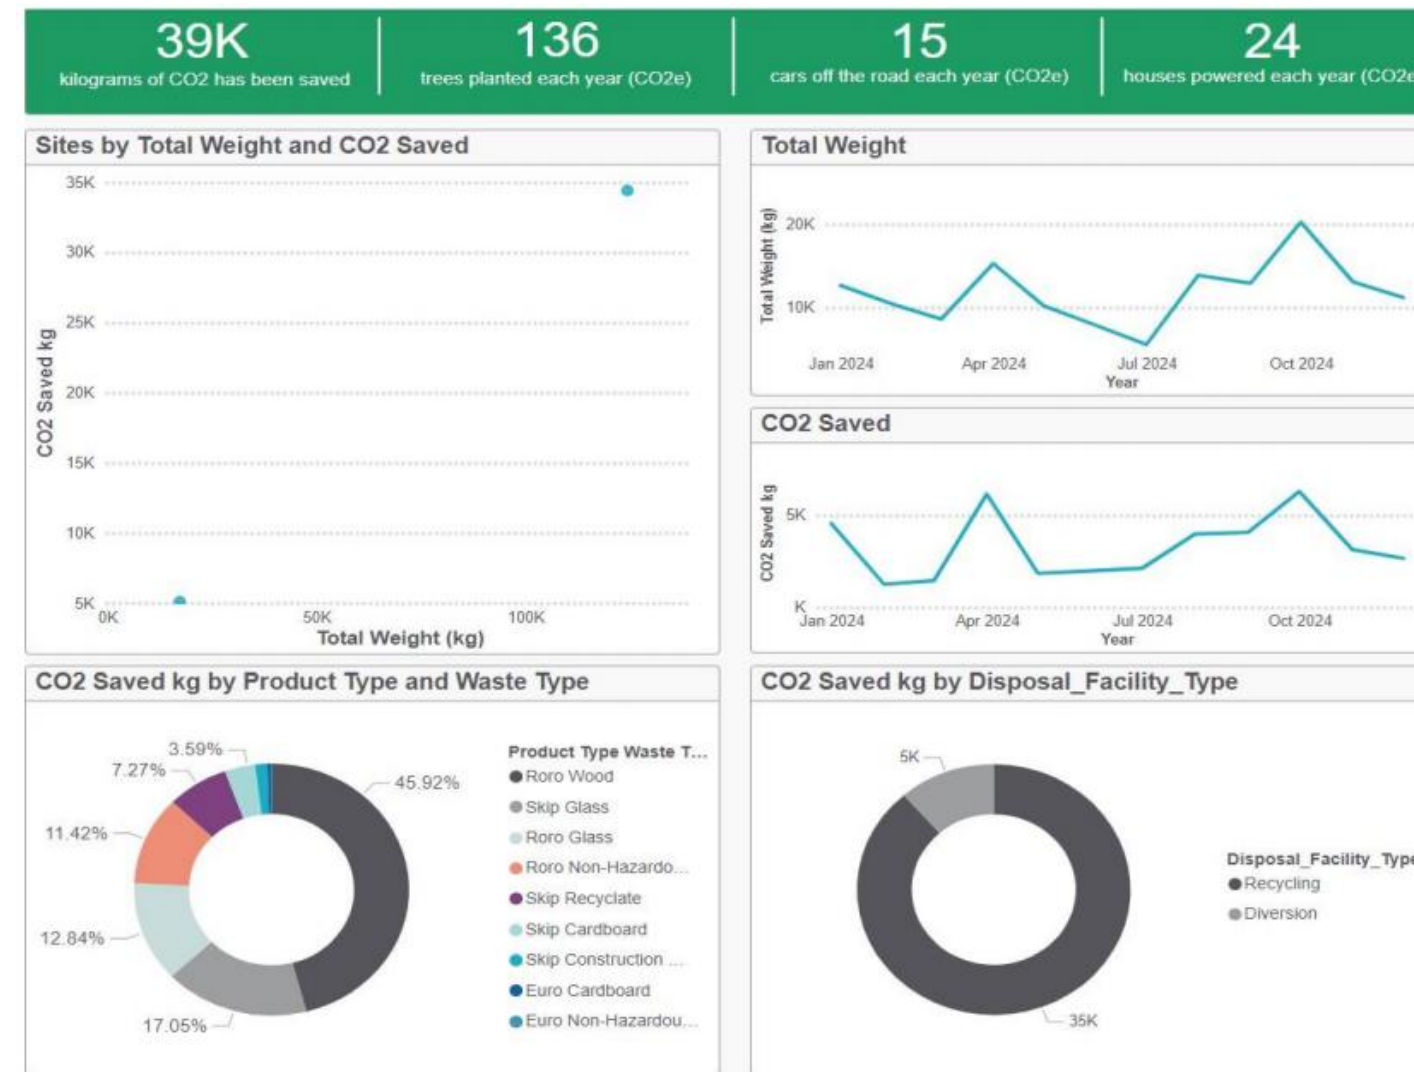 39K
kilograms of CO2 has been saved
136
trees planted each year (CO2e)
15
cars off the road each year (CO2e)
24
houses powered each year (CO2e
Sites by Total Weight and CO2 Saved
35K
30K
25K
20K
15K
10K
5K
CO2 Saved kg
0K
50K
100K
Total Weight (kg)
Total Weight
Total Weight (kg)
20K
10K
Jan 2024
Apr 2024
Jul 2024
Oct 2024
Year
CO2 Saved
CO2 Saved kg
5K
K
Jan 2024
Apr 2024
Jul 2024
Oct 2024
Year
CO2 Saved kg by Product Type and Waste Type
3.59%
7.27%
11.42%
12.84%
17.05%
45.92%
Product Type Waste T...
Roro Wood
Skip Glass
Roro Glass
Roro Non-Hazardo...
Skip Recyclate
Skip Cardboard
Skip Construction ...
Euro Cardboard
Euro Non-Hazardou...
CO2 Saved kg by Disposal_Facility_Type
5K
35K
Disposal_Facility_Type
Recycling
Diversion